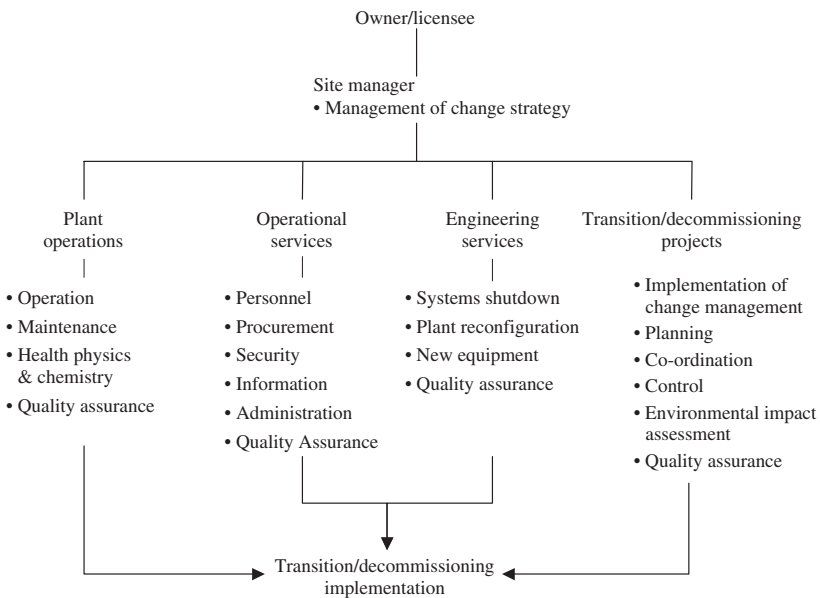 Owner/licensee
Site manager
• Management of change strategy
Plant
operations
• Operation
• Maintenance
• Health physics
& chemistry
• Quality assurance
Operational
services
• Personnel
• Procurement
• Security
• Information
• Administration
• Quality Assurance
Engineering
services
• Systems shutdown
• Plant reconfiguration
• New equipment
• Quality assurance
Transition/decommissioning
projects
• Implementation of
change management
• Planning
• Co-ordination
• Control
• Environmental impact
assessment
• Quality assurance
Transition/decommissioning
implementation